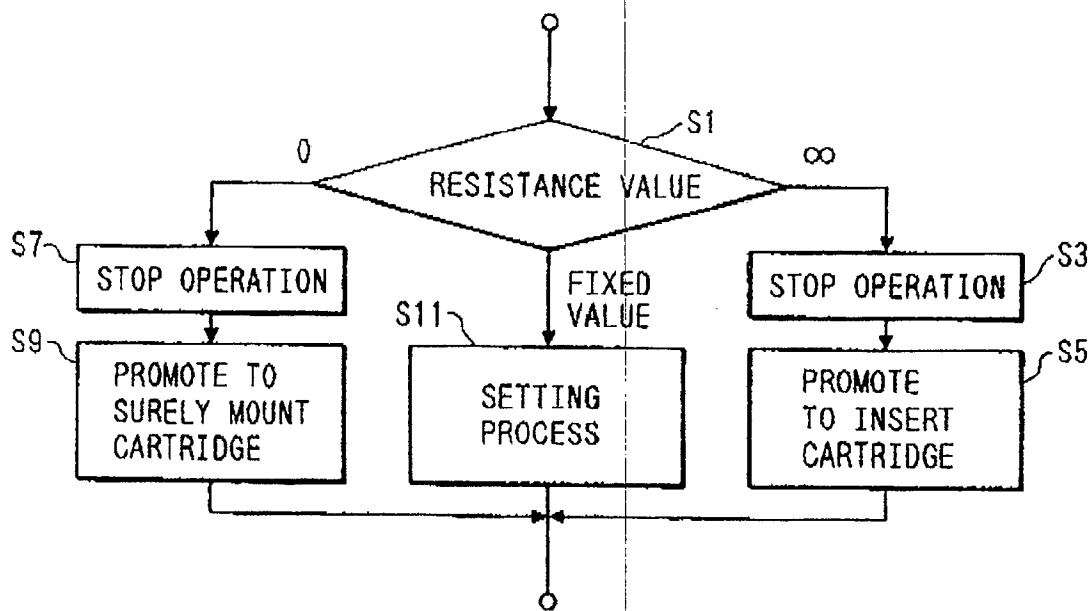 S1
0
∞
RESISTANCE VALUE
S7
STOP OPERATION
FIXED
VALUE
S3
STOP OPERATION
S9
PROMOTE TO
SURELY MOUNT
CARTRIDGE
S11
SETTING
PROCESS
S5
PROMOTE
TO INSERT
CARTRIDGE